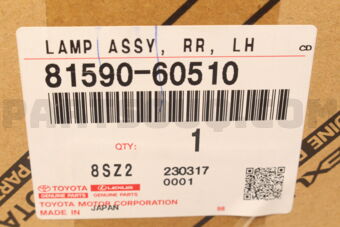 LAMP ASSY, RR, LH
CD
81590-60510
QTY:
1
8SZ2
230317
0001
TOYOTA
GENUINE PARTS
LEXUS
GENUINE PARTS
TOYOTA MOTOR CORPORATION
MADE IN JAPAN